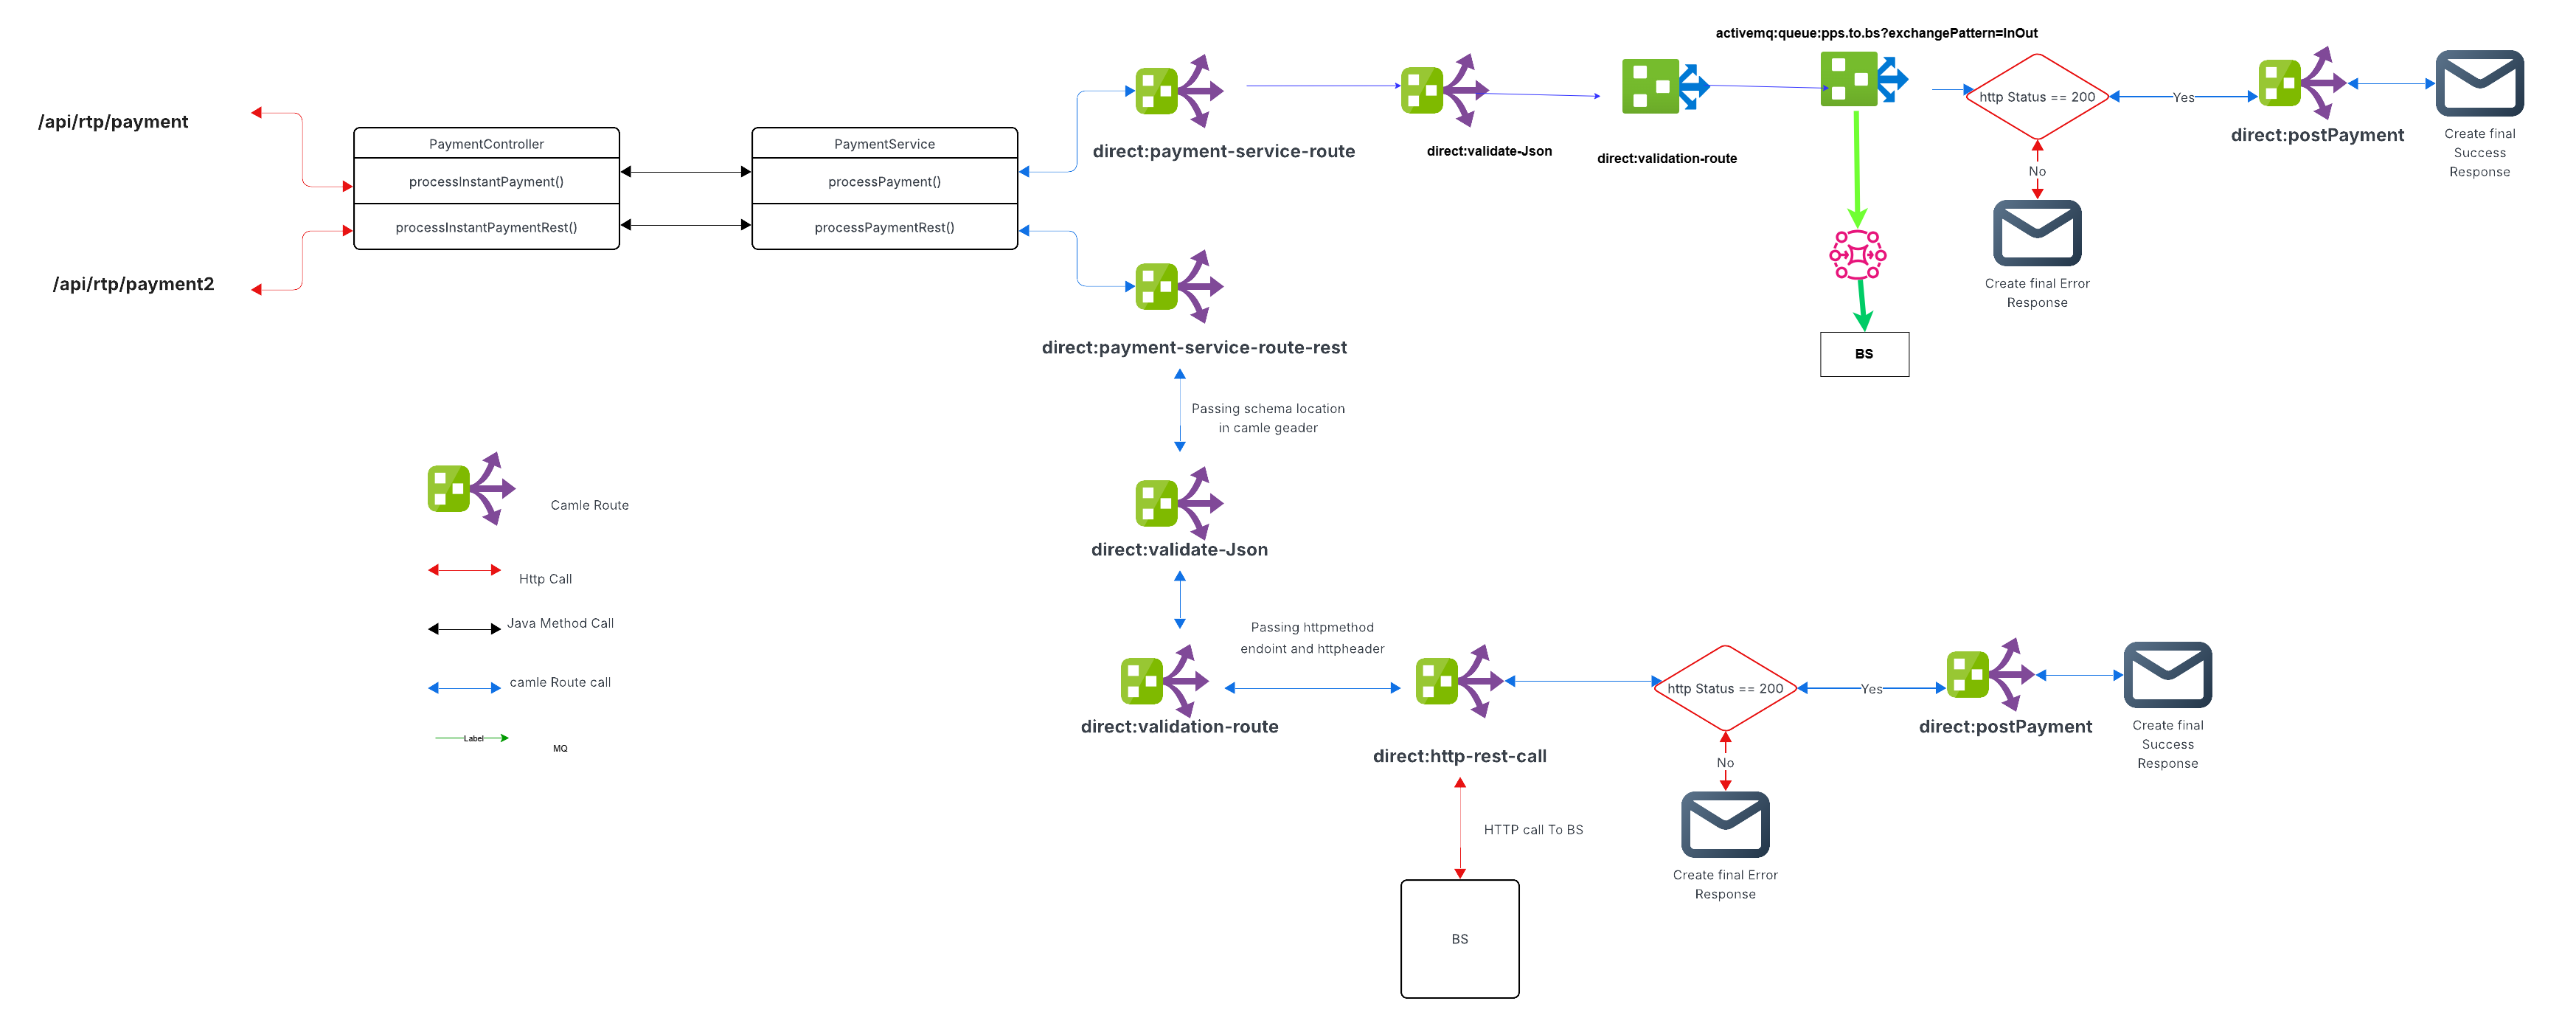 activemq:queue:pps.to.bs?exchangePattern=InOut
/api/rtp/payment
/api/rtp/payment2
PaymentController
processInstantPayment()
processInstantPaymentRest()
PaymentService
processPayment()
processPaymentRest()
direct:payment-service-route
direct:validate-Json
direct:validation-route
http Status == 200
Yes
direct:postPayment
Create final
Success
Response
No
Create final Error
Response
BS
direct:payment-service-route-rest
Passing schema location
in camle geader
direct:validate-Json
direct:validation-route
Passing httpmethod
endoint and httpheader
direct:http-rest-call
HTTP call To BS
BS
http Status == 200
Yes
direct:postPayment
Create final
Success
Response
No
Create final Error
Response
Camle Route
Http Call
Java Method Call
camle Route call
Label
MQ